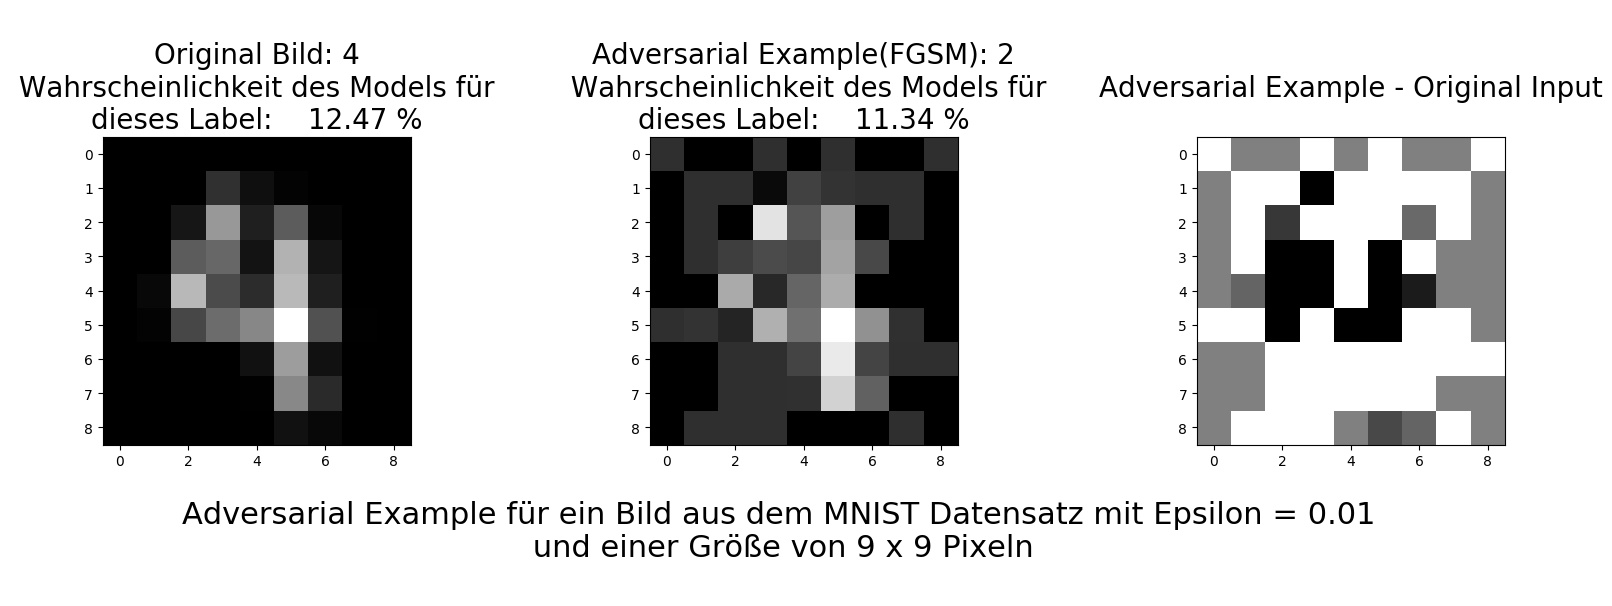 Original Bild: 4
Wahrscheinlichkeit des Models für
dieses Label: 12.47 %
0
1
2
3
4
5
6
7
8
0 2 4 6 8
Adversarial Example(FGSM): 2
Wahrscheinlichkeit des Models für
dieses Label: 11.34 %
0
1
2
3
4
5
6
7
8
0 2 4 6 8
Adversarial Example - Original Input
0
1
2
3
4
5
6
7
8
0 2 4 6 8
Adversarial Example für ein Bild aus dem MNIST Datensatz mit Epsilon = 0.01
und einer Größe von 9 x 9 Pixeln